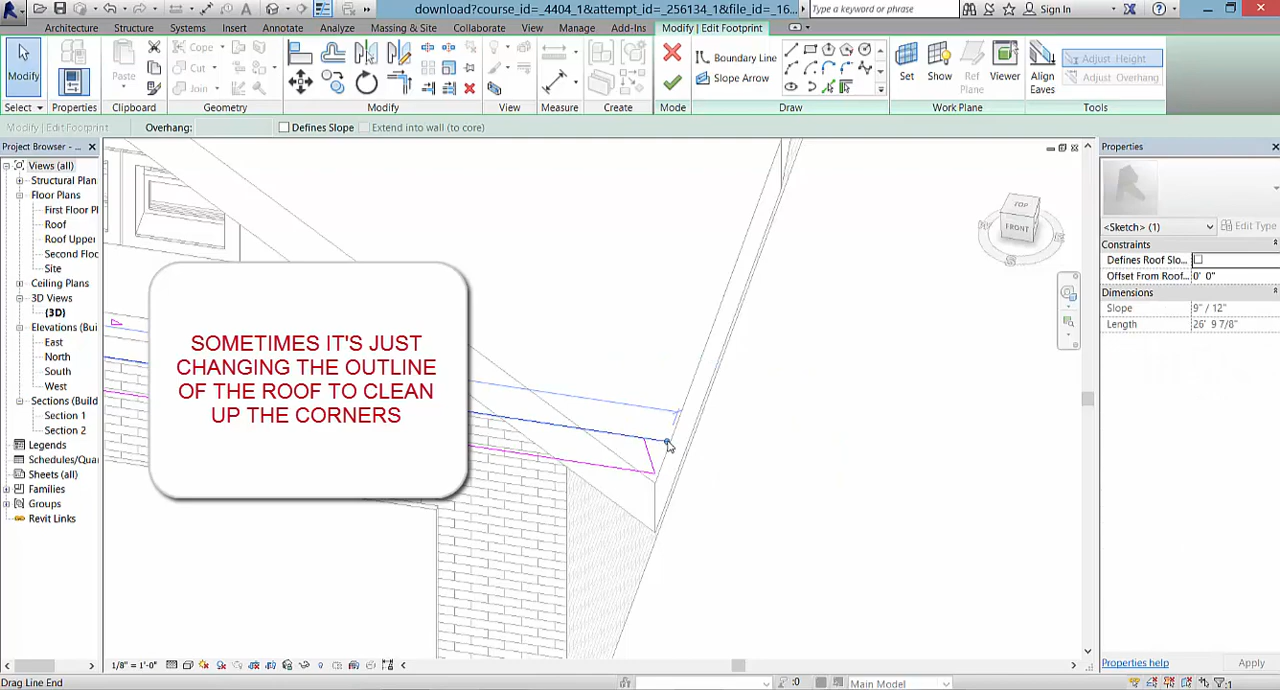 download?course_id=_4404_1&attempt_id=_256134_1&file_id=_16...
Type a keyword or phrase
Sign In
Architecture Structure Systems Insert Annotate Analyze Massing & Site Collaborate View Manage Add-Ins Modify | Edit Footprint
Modify
Paste
Cope
Cut
Join
Boundary Line
Slope Arrow
Set Show Ref Plane Viewer
Align Eaves
Adjust Height
Adjust Overhang
Select Properties Clipboard Geometry Modify View Measure Create Mode Draw Work Plane Tools
Modify | Edit Footprint Overhang: Defines Slope Extend into wall (to core)
Project Browser - ...
Views (all)
Structural Plan
Floor Plans
First Floor Pl
Roof
Roof Upper
Second Floo
Site
Ceiling Plans
3D Views
(3D)
Elevations (Buil
East
North
South
West
Sections (Build
Section 1
Section 2
Legends
Schedules/Qua
Sheets (all)
Families
Groups
Revit Links
SOMETIMES IT'S JUST
CHANGING THE OUTLINE
OF THE ROOF TO CLEAN
UP THE CORNERS
TOP
FRONT
Properties
<Sketch> (1)
Edit Type
Constraints
Defines Roof Slo...
Offset From Roof... 0' 0"
Dimensions
Slope 9" / 12"
Length 26' 9 7/8"
Properties help
Apply
1/8" = 1'-0"
Drag Line End
:0
Main Model
:1